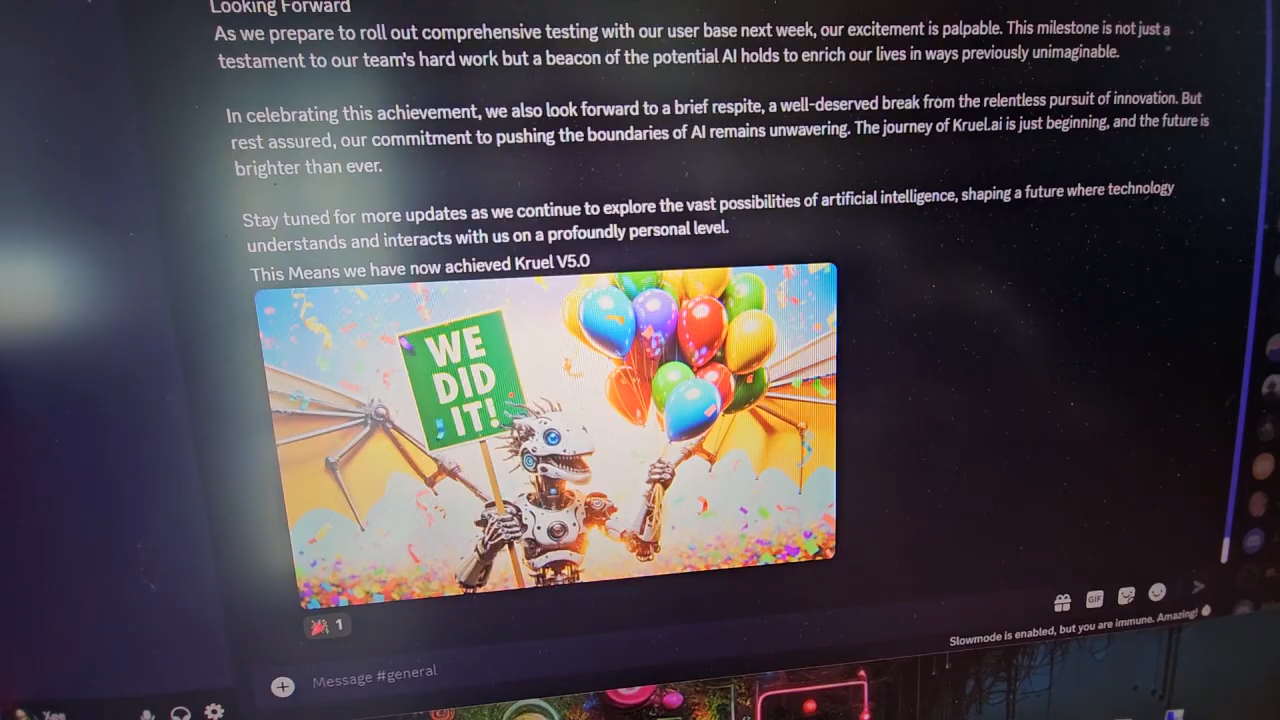 Looking Forward
As we prepare to roll out comprehensive testing with our user base next week, our excitement is palpable. This milestone is not just a
testament to our team's hard work but a beacon of the potential AI holds to enrich our lives in ways previously unimaginable.
In celebrating this achievement, we also look forward to a brief respite, a well-deserved break from the relentless pursuit of innovation. But
rest assured, our commitment to pushing the boundaries of AI remains unwavering. The journey of Kruel.ai is just beginning, and the future is
brighter than ever.
Stay tuned for more updates as we continue to explore the vast possibilities of artificial intelligence, shaping a future where technology
understands and interacts with us on a profoundly personal level.
This Means we have now achieved Kruel V5.0
WE
DID
IT!
1
GIF
Slowmode is enabled, but you are immune. Amazing!
Message #general